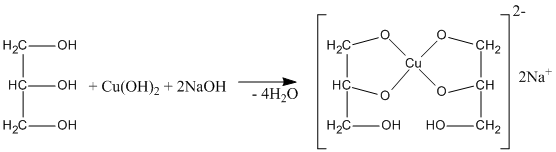 H₂C—OH
HC—OH + Cu(OH)₂ + 2NaOH - 4H₂O
H₂C—OH
2-
H₂C O O CH₂
Cu
HC O O CH 2Na⁺
H₂C—OH HO—CH₂